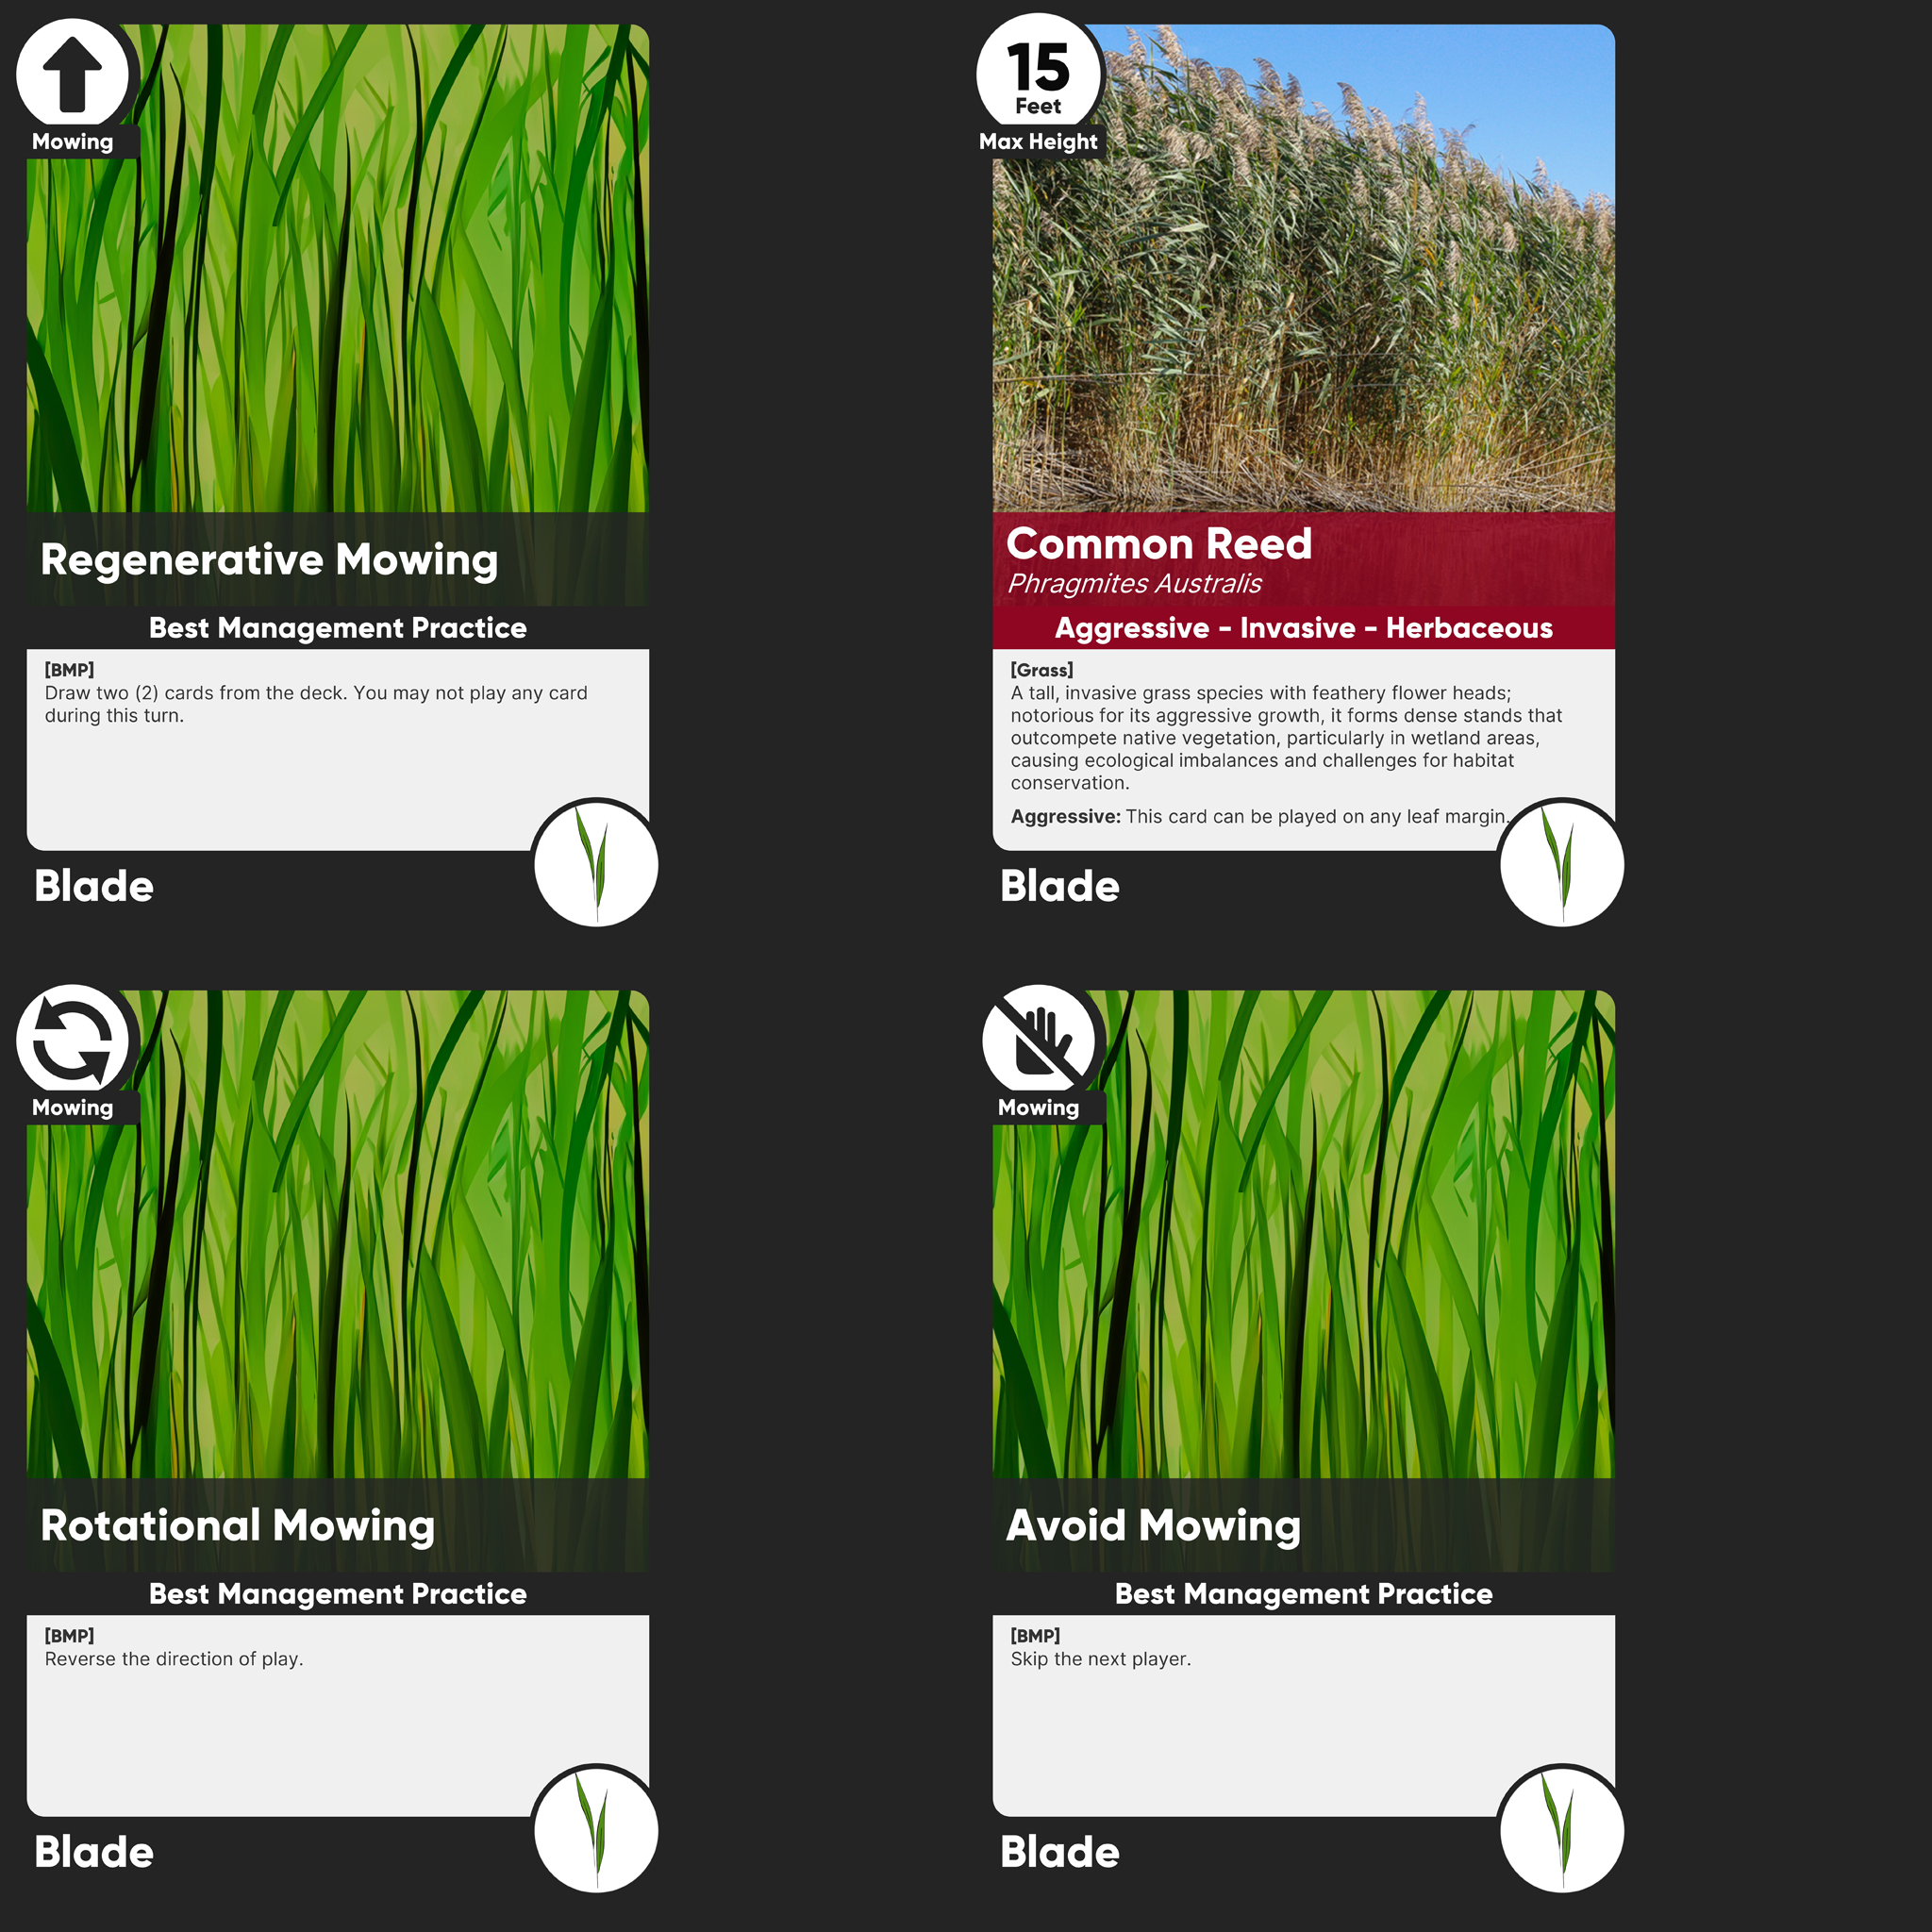 Mowing
Regenerative Mowing
Best Management Practice
[BMP]
Draw two (2) cards from the deck. You may not play any card
during this turn.
Blade
15
Feet
Max Height
Common Reed
Phragmites Australis
Aggressive - Invasive - Herbaceous
[Grass]
A tall, invasive grass species with feathery flower heads;
notorious for its aggressive growth, it forms dense stands that
outcompete native vegetation, particularly in wetland areas,
causing ecological imbalances and challenges for habitat
conservation.
Aggressive: This card can be played on any leaf margin.
Blade
Mowing
Rotational Mowing
Best Management Practice
[BMP]
Reverse the direction of play.
Blade
Mowing
Avoid Mowing
Best Management Practice
[BMP]
Skip the next player.
Blade